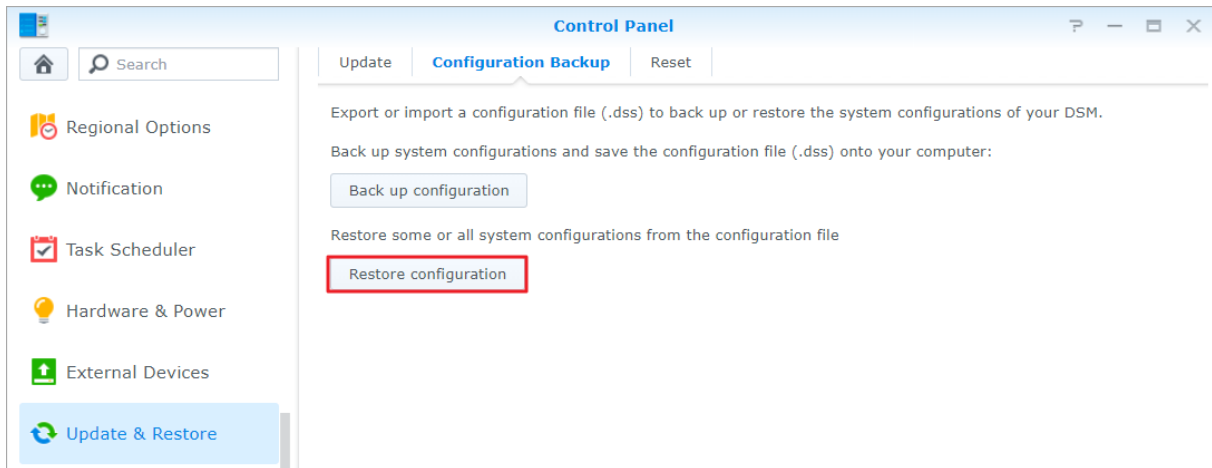 Control Panel
Search
Update
Configuration Backup
Reset
Regional Options
Notification
Task Scheduler
Hardware & Power
External Devices
Update & Restore
Export or import a configuration file (.dss) to back up or restore the system configurations of your DSM.
Back up system configurations and save the configuration file (.dss) onto your computer:
Back up configuration
Restore some or all system configurations from the configuration file
Restore configuration